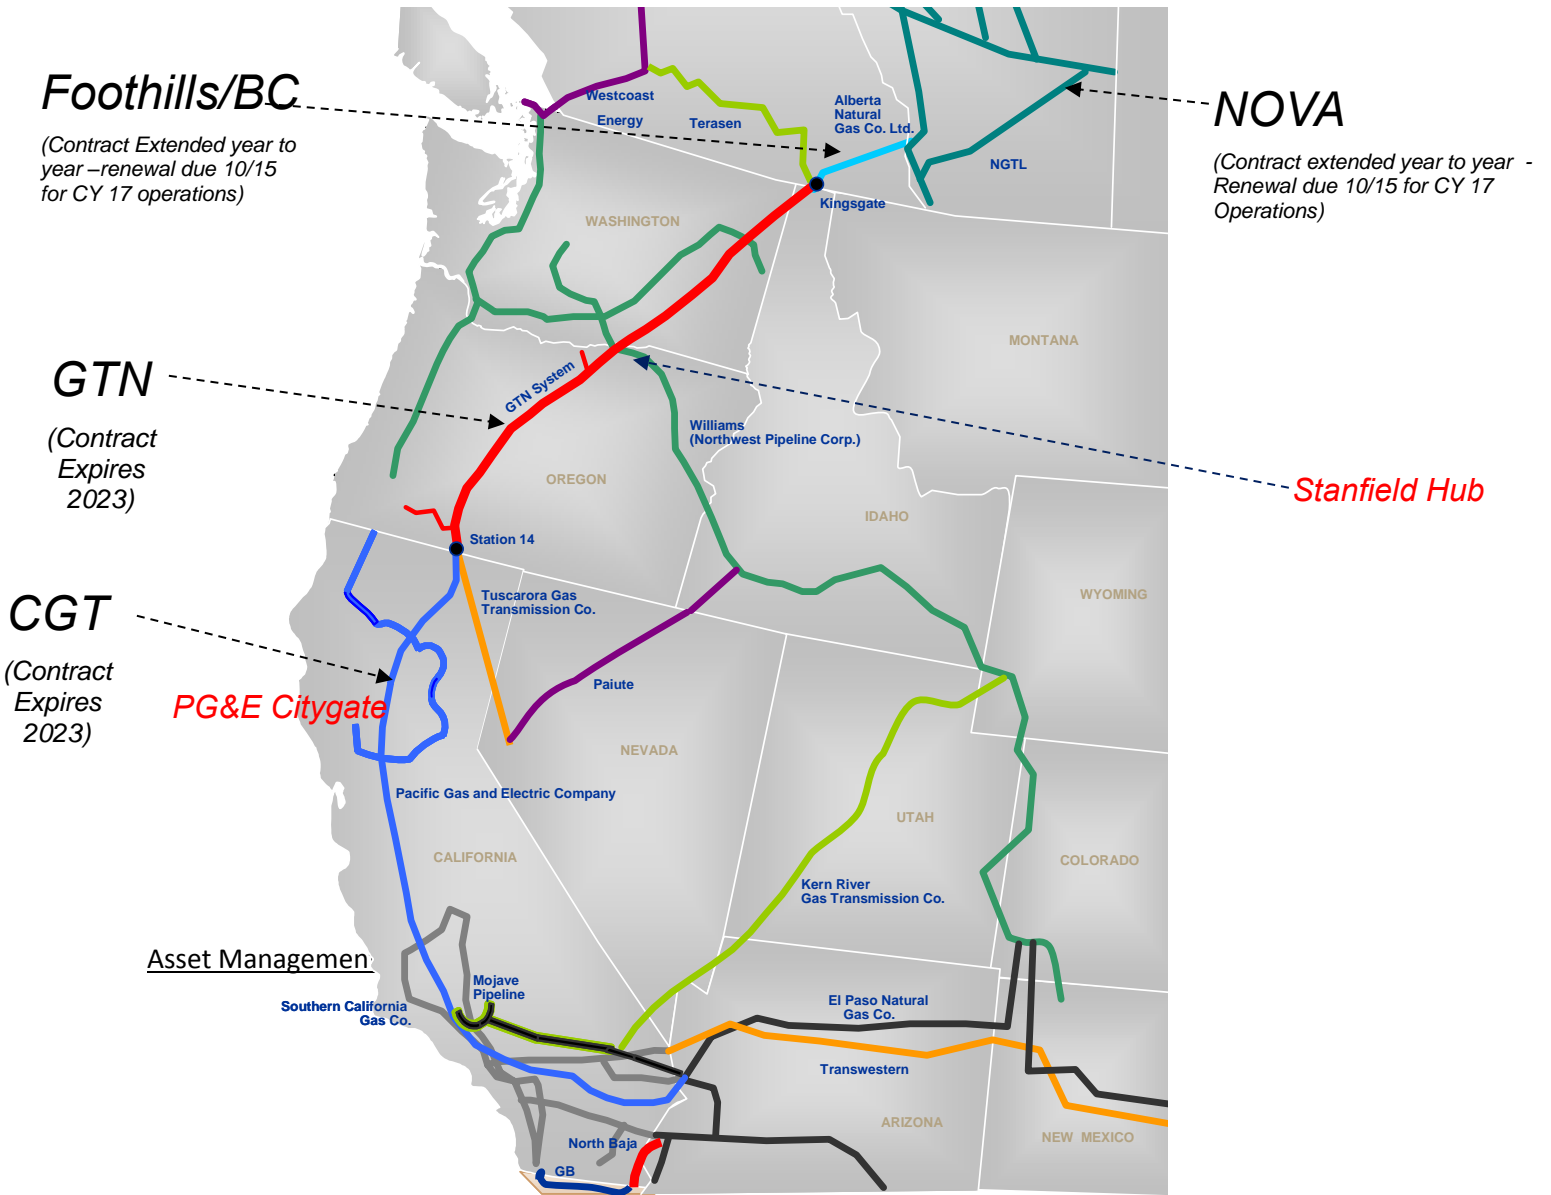 Foothills/BC
(Contract Extended year to
year –renewal due 10/15
for CY 17 operations)
Westcoast
Energy
Terasen
Alberta
Natural
Gas Co. Ltd.
NGTL
Kingsgate
NOVA
(Contract extended year to year -
Renewal due 10/15 for CY 17
Operations)
WASHINGTON
MONTANA
GTN
(Contract
Expires
2023)
GTN System
Williams
(Northwest Pipeline Corp.)
OREGON
IDAHO
Stanfield Hub
Station 14
WYOMING
CGT
(Contract
Expires
2023)
Tuscarora Gas
Transmission Co.
PG&E Citygate
Paiute
NEVADA
Pacific Gas and Electric Company
UTAH
CALIFORNIA
COLORADO
Kern River
Gas Transmission Co.
Asset Managemen
Mojave
Pipeline
Southern California
Gas Co.
El Paso Natural
Gas Co.
Transwestern
ARIZONA
NEW MEXICO
North Baja
GB